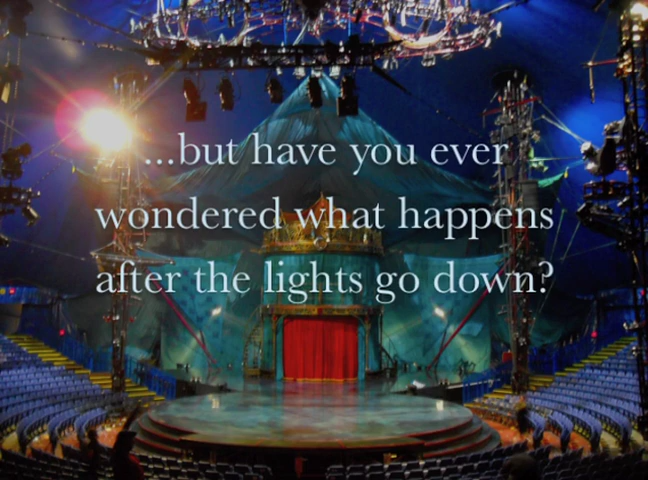 ...but have you ever
wondered what happens
after the lights go down?